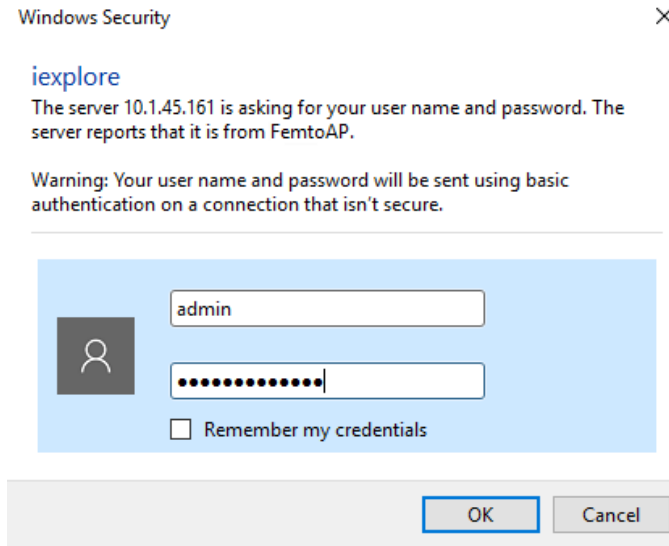 Windows Security
iexplore
The server 10.1.45.161 is asking for your user name and password. The
server reports that it is from FemtoAP.
Warning: Your user name and password will be sent using basic
authentication on a connection that isn't secure.
admin
●●●●●●●●●●●●●
Remember my credentials
OK
Cancel